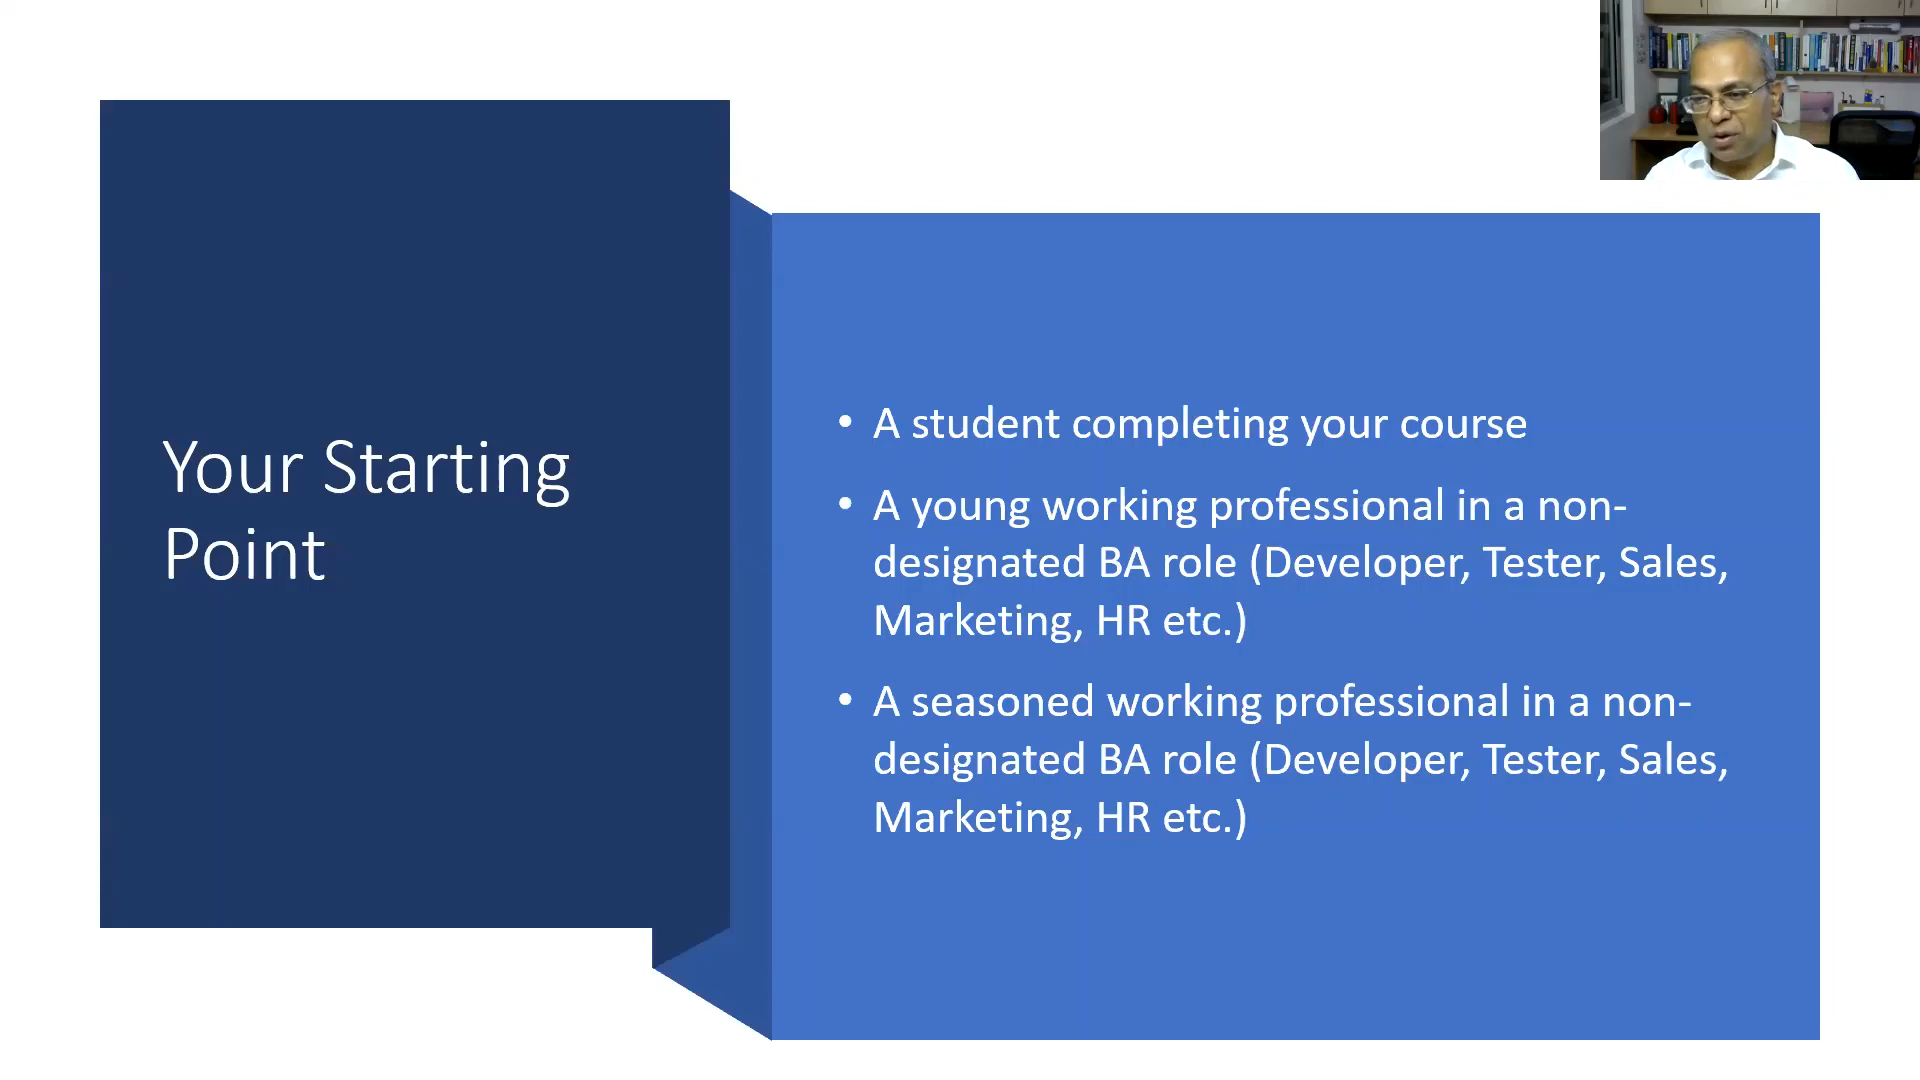 Your Starting
Point
• A student completing your course
• A young working professional in a non-
designated BA role (Developer, Tester, Sales,
Marketing, HR etc.)
• A seasoned working professional in a non-
designated BA role (Developer, Tester, Sales,
Marketing, HR etc.)